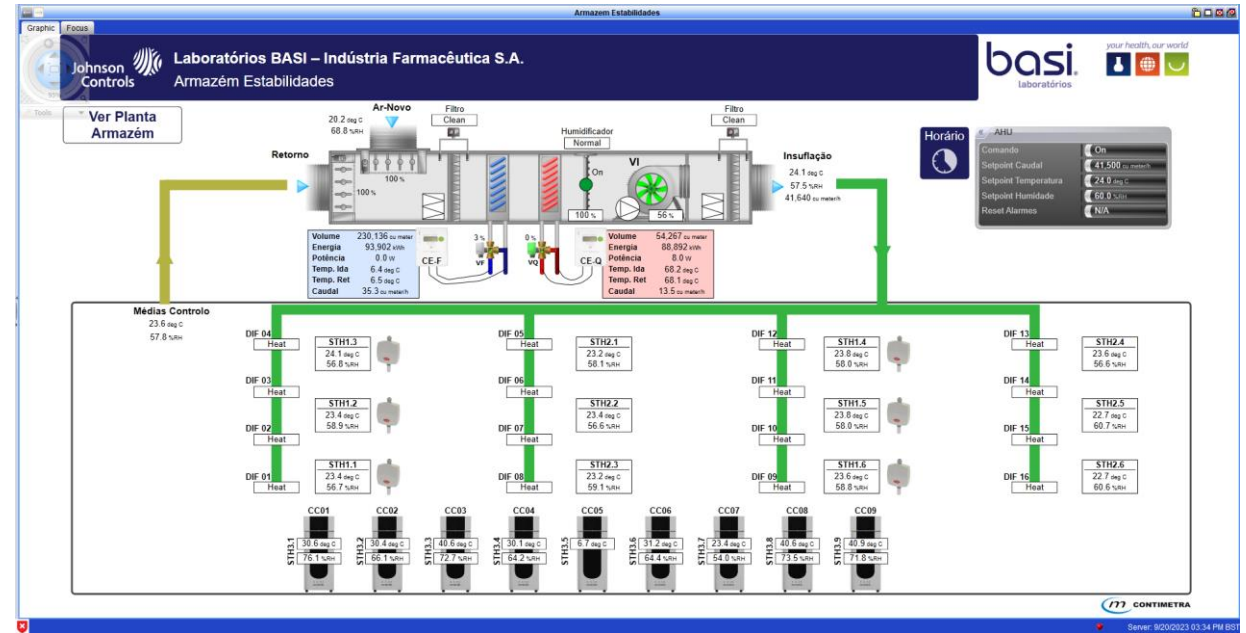 Armazem Estabilidades
Graphic Focus
Johnson Controls
Laboratórios BASI – Indústria Farmacêutica S.A.
Armazém Estabilidades
basi.
laboratórios
your health, our world
Tools
Ver Planta
Armazém
Ar-Novo
20.2 deg C
68.8 %RH
Filtro
Clean
Humidificador
Normal
Filtro
Clean
Retorno
100 %
100 %
On
VI
100 %
56 %
Insuflação
24.1 deg C
57.5 %RH
41,640 cu meter/h
Horário
AHU
Comando On
Setpoint Caudal 41,500 cu meter/h
Setpoint Temperatura 24.0 deg C
Setpoint Humidade 60.0 %RH
Reset Alarmes N/A
Volume 230,136 cu meter
Energia 93,902 kWh
Potência 0.0 W
Temp. Ida 6.4 deg C
Temp. Ret 6.5 deg C
Caudal 35.3 cu meter/h
CE-F
3 %
VF
0 %
VQ
CE-Q
Volume 54,267 cu meter
Energia 88,892 kWh
Potência 8.0 W
Temp. Ida 68.2 deg C
Temp. Ret 68.1 deg C
Caudal 13.5 cu meter/h
Médias Controlo
23.6 deg C
57.8 %RH
DIF 04
Heat
STH1.3
24.1 deg C
56.8 %RH
DIF 05
Heat
STH2.1
23.2 deg C
58.1 %RH
DIF 12
Heat
STH1.4
23.8 deg C
58.0 %RH
DIF 13
Heat
STH2.4
23.6 deg C
56.6 %RH
DIF 03
Heat
STH1.2
23.4 deg C
58.9 %RH
DIF 06
Heat
STH2.2
23.4 deg C
56.6 %RH
DIF 11
Heat
STH1.5
23.8 deg C
58.0 %RH
DIF 14
Heat
STH2.5
22.7 deg C
60.7 %RH
DIF 02
Heat
DIF 07
Heat
DIF 10
Heat
DIF 15
Heat
DIF 01
Heat
STH1.1
23.4 deg C
56.7 %RH
DIF 08
Heat
STH2.3
23.2 deg C
59.1 %RH
DIF 09
Heat
STH1.6
23.6 deg C
58.8 %RH
DIF 16
Heat
STH2.6
22.7 deg C
60.6 %RH
CC01 CC02 CC03 CC04 CC05 CC06 CC07 CC08 CC09
STH3.1 STH3.2 STH3.3 STH3.4 STH3.5 STH3.6 STH3.7 STH3.8 STH3.9
30.6 deg C 30.4 deg C 40.6 deg C 30.1 deg C 6.7 deg C 31.2 deg C 23.4 deg C 40.6 deg C 40.9 deg C
76.1 %RH 66.1 %RH 72.7 %RH 64.2 %RH 64.4 %RH 54.0 %RH 73.5 %RH 71.8 %RH
CONTIMETRA
Server: 9/20/2023 03:34 PM BST